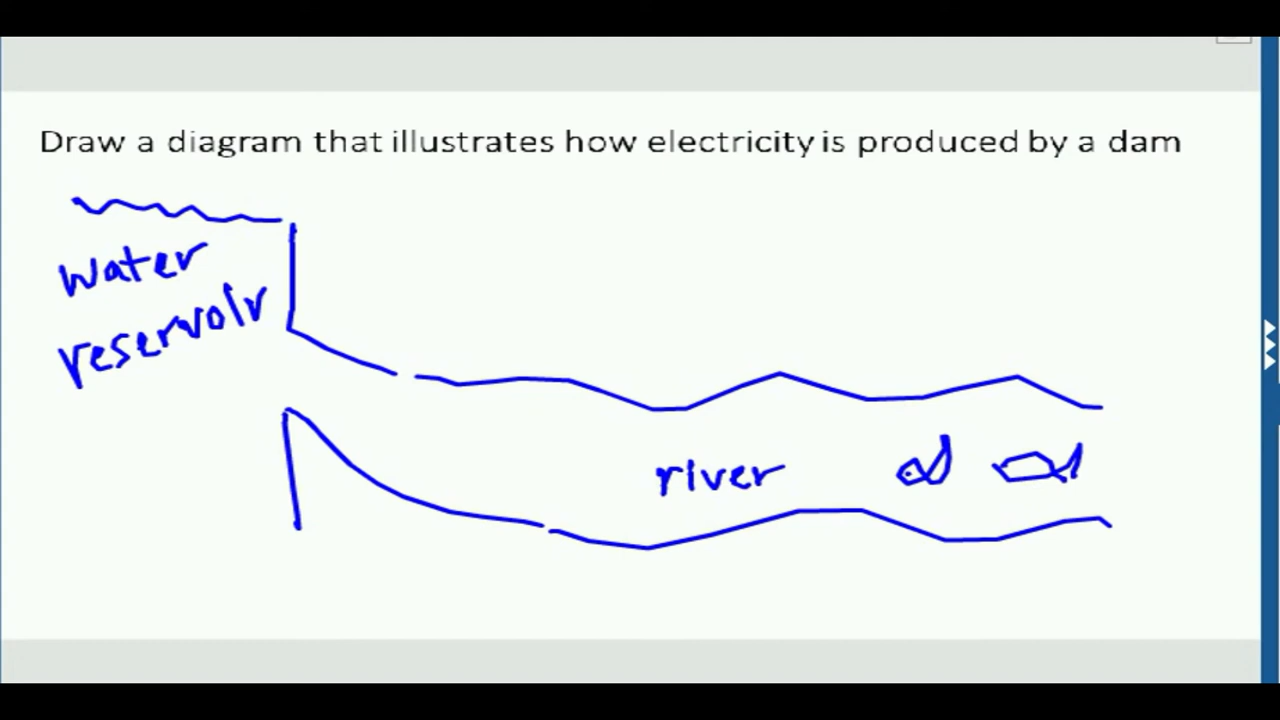 Draw a diagram that illustrates how electricity is produced by a dam
water
reservoir
river